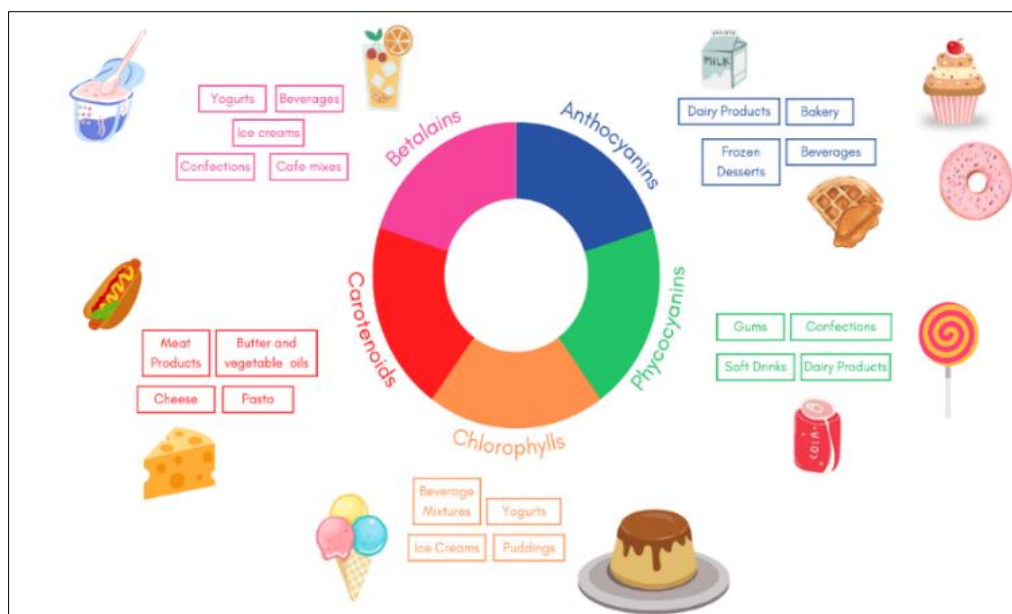 Betalains
Yogurts
Beverages
Ice creams
Confections
Cafe mixes
Anthocyanins
MILK
Dairy Products
Bakery
Frozen
Desserts
Beverages
Carotenoids
Meat
Products
Butter and
vegetable oils
Cheese
Pasta
Phycocyanins
Gums
Confections
Soft Drinks
Dairy Products
COLA
Chlorophylls
Beverage
Mixtures
Yogurts
Ice Creams
Puddings